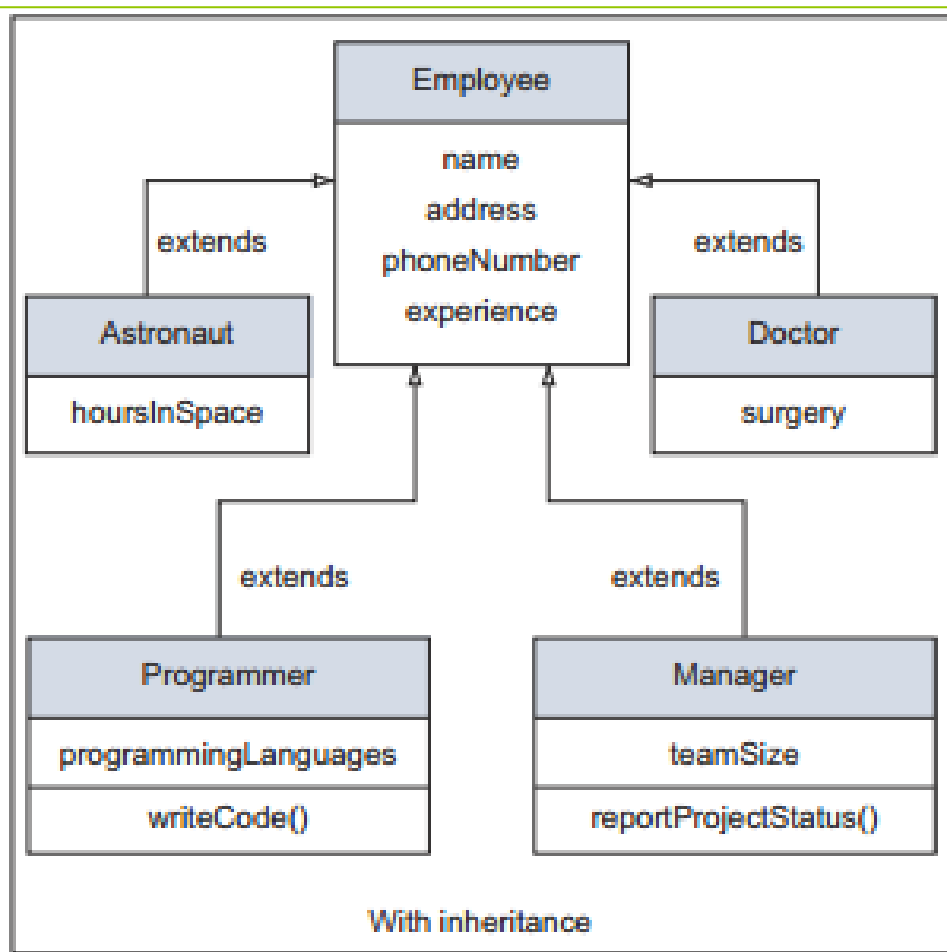 Employee
name
address
phoneNumber
experience
extends
extends
Astronaut
hoursInSpace
Doctor
surgery
extends
extends
Programmer
programmingLanguages
writeCode()
Manager
teamSize
reportProjectStatus()
With inheritance